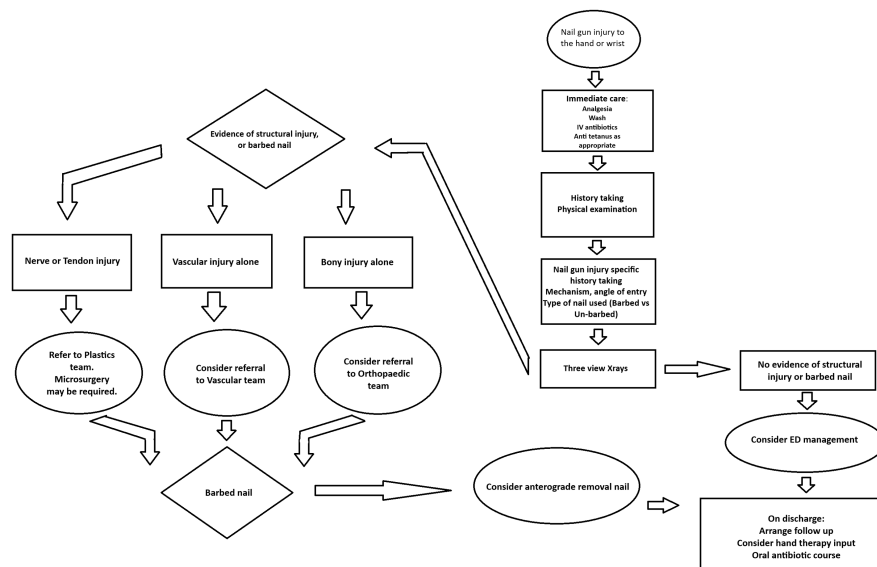 Nail gun injury to
the hand or wrist
Immediate care:
Analgesia
Wash
IV antibiotics
Anti tetanus as
appropriate
History taking
Physical examination
Nail gun injury specific
history taking
Mechanism, angle of entry
Type of nail used (Barbed vs
Un-barbed)
Three view Xrays
Evidence of structural injury,
or barbed nail
Nerve or Tendon injury
Vascular injury alone
Bony injury alone
Refer to Plastics
team.
Microsurgery
may be required.
Consider referral
to Vascular team
Consider referral
to Orthopaedic
team
Barbed nail
Consider anterograde removal nail
No evidence of structural
injury or barbed nail
Consider ED management
On discharge:
Arrange follow up
Consider hand therapy input
Oral antibiotic course